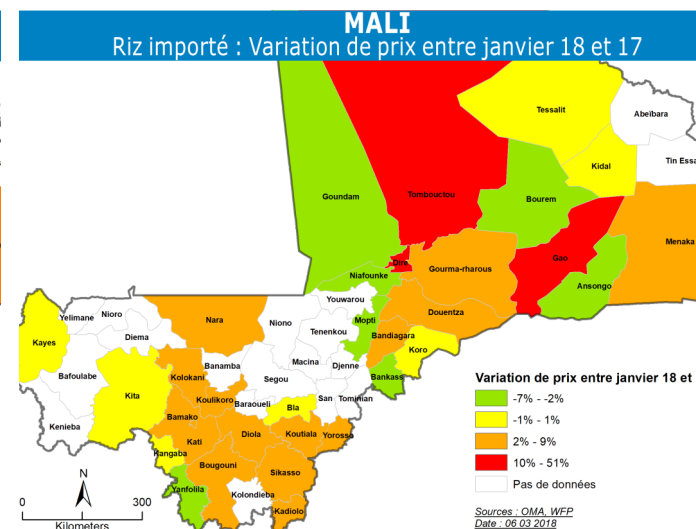 MALI
Riz importé : Variation de prix entre janvier 18 et 17
Tessalit
Abeïbara
Kidal
Tin Essa
Goundam
Tombouctou
Bourem
Menaka
Dire
Gourma-rharous
Gao
Ansongo
Niafounke
Youwarou
Douentza
Mopti
Bandiagara
Koro
Bankass
Tenenkou
Niono
Nara
Nioro
Yelimane
Diema
Kayes
Bafoulabe
Kita
Kenieba
Kolokani
Banamba
Segou
Macina
Djenne
San
Tominian
Bla
Baraoueli
Koulikoro
Bamako
Kati
Diola
Koutiala
Yorosso
Kangaba
Bougouni
Sikasso
Yanfolila
Kolondieba
Kadiolo
Variation de prix entre janvier 18 et
-7% - -2%
-1% - 1%
2% - 9%
10% - 51%
Pas de données
Sources : OMA, WFP
Date : 06 03 2018
N
0 300
Kilometers